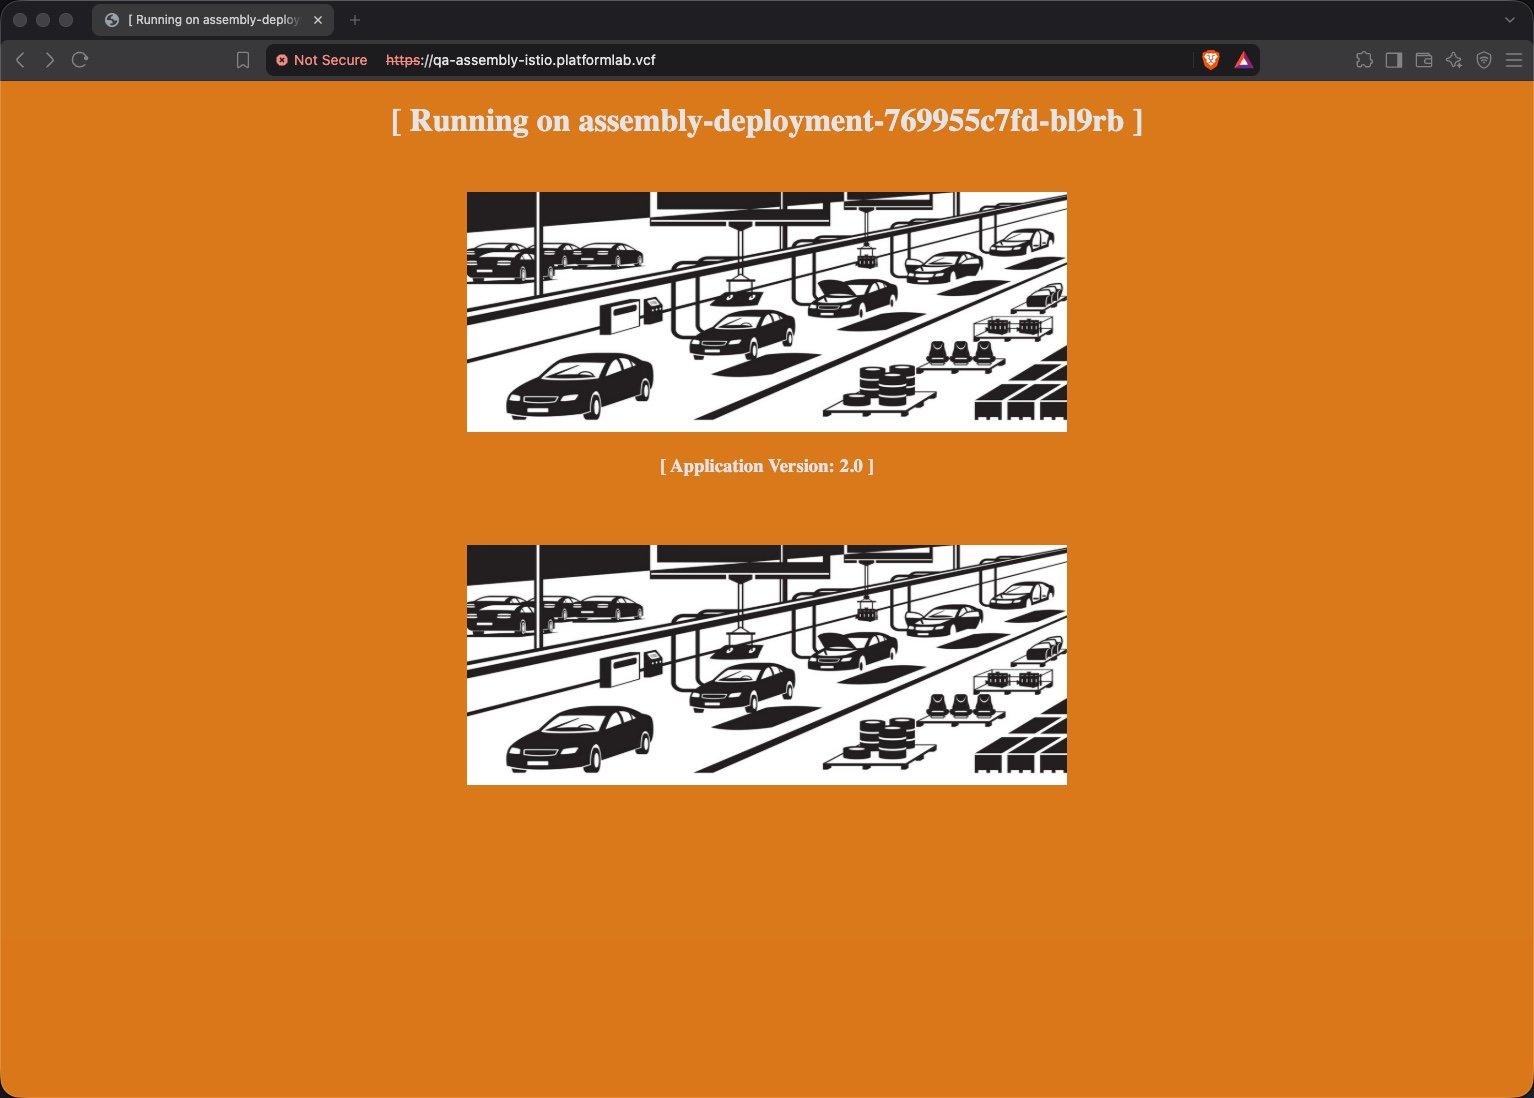 [ Running on assembly-deploy
Not Secure https://qa-assembly-istio.platformlab.vcf
[ Running on assembly-deployment-769955c7fd-bl9rb ]
[ Application Version: 2.0 ]